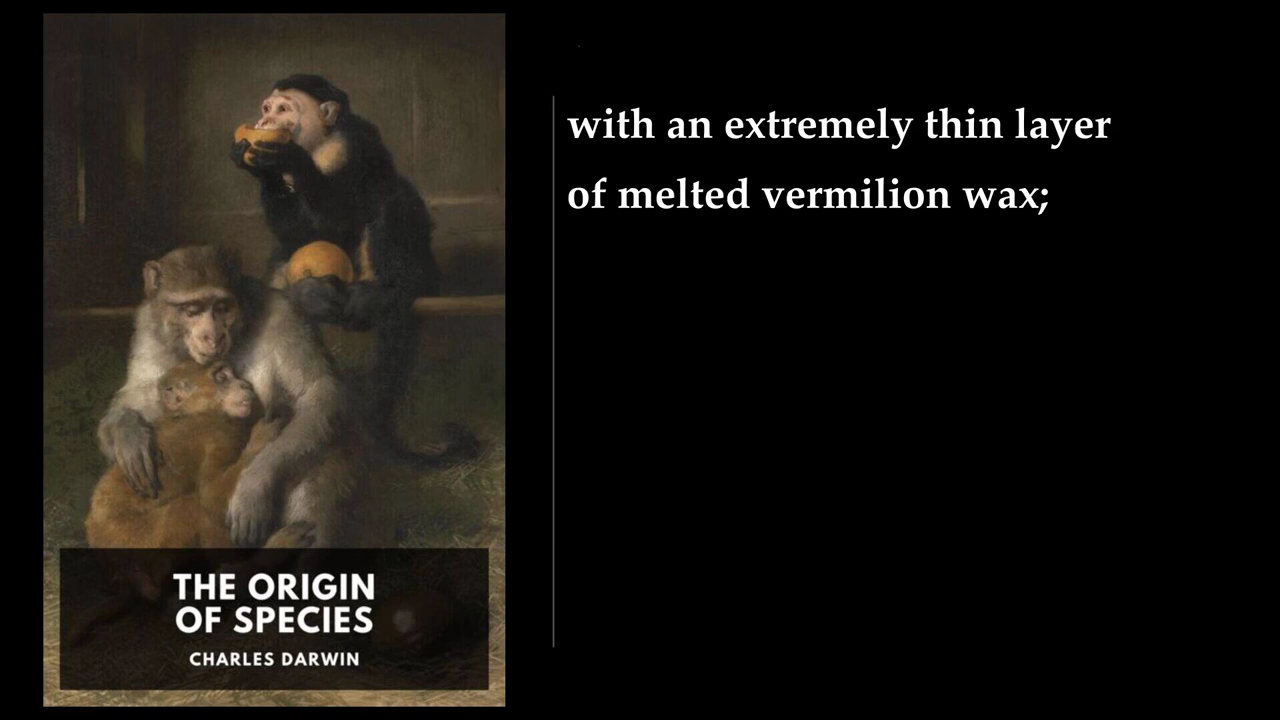 with an extremely thin layer
of melted vermilion wax;
THE ORIGIN
OF SPECIES
CHARLES DARWIN